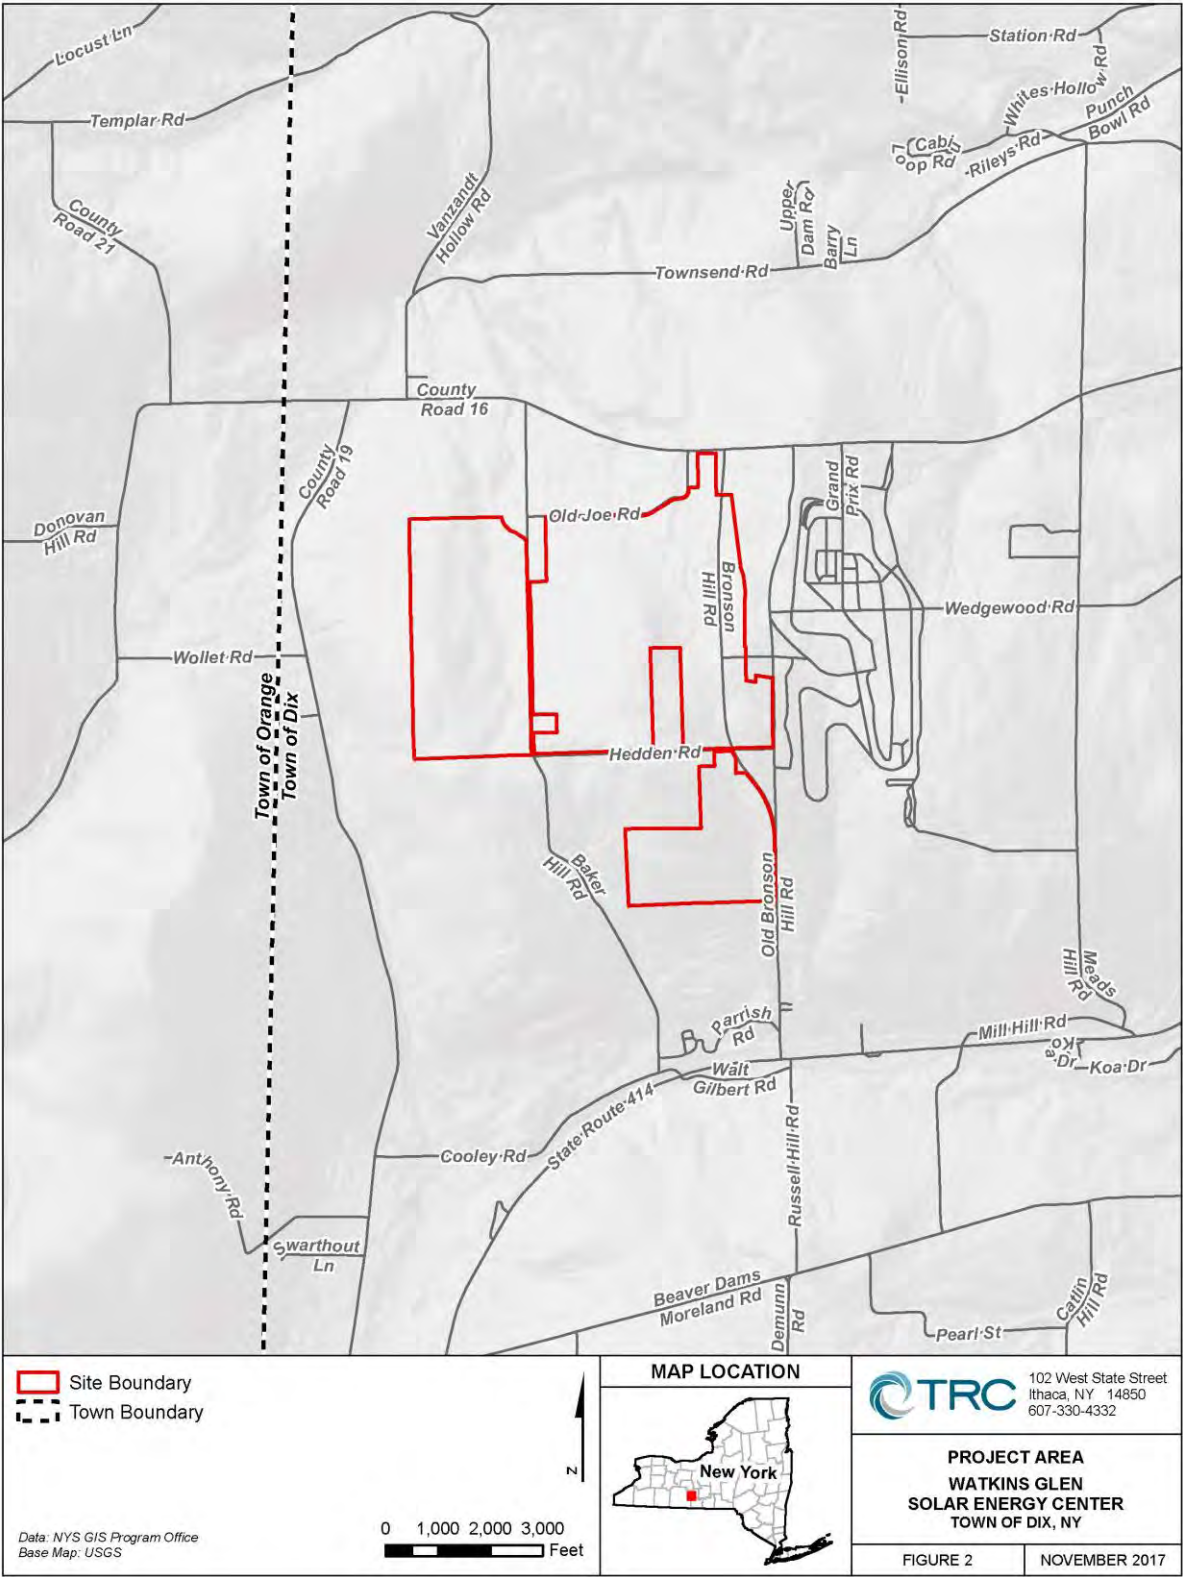 Locust Ln
Templar Rd
County
Road 21
Vanzandt
Hollow Rd
Ellison Rd
Station Rd
Whites Hollow Rd
Punch
Bowl Rd
Cabin
Loop Rd
Rileys Rd
Upper
Dam Rd
Barry
Ln
Townsend Rd
County
Road 16
County
Road 19
Grand
Prix Rd
Donovan
Hill Rd
Old Joe Rd
Bronson
Hill Rd
Wedgewood Rd
Wollet Rd
Town of Orange
Town of Dix
Hedden Rd
Baker
Hill Rd
Old Bronson
Hill Rd
Meads
Hill Rd
Parrish
Rd
Mill Hill Rd
Koa Dr
Koa Dr
Walt
Gilbert Rd
State Route 414
Cooley Rd
Russell Hill Rd
Anthony Rd
Swarthout
Ln
Beaver Dams
Moreland Rd
Demunn
Rd
Catlin
Hill Rd
Pearl St
Site Boundary
Town Boundary
N
Data: NYS GIS Program Office
Base Map: USGS
0 1,000 2,000 3,000
Feet
MAP LOCATION
New York
TRC
102 West State Street
Ithaca, NY 14850
607-330-4332
PROJECT AREA
WATKINS GLEN
SOLAR ENERGY CENTER
TOWN OF DIX, NY
FIGURE 2
NOVEMBER 2017